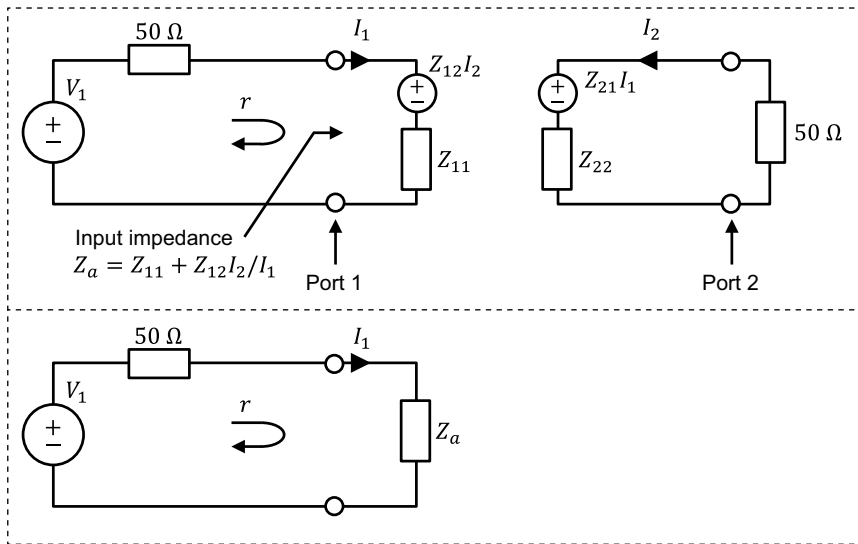 50 Ω
I₁
V₁
+
−
r
Z₁₂I₂
+
−
Z₁₁
Input impedance
Zₐ = Z₁₁ + Z₁₂I₂/I₁
Port 1
I₂
Z₂₁I₁
+
−
Z₂₂
50 Ω
Port 2
50 Ω
I₁
V₁
+
−
r
Zₐ